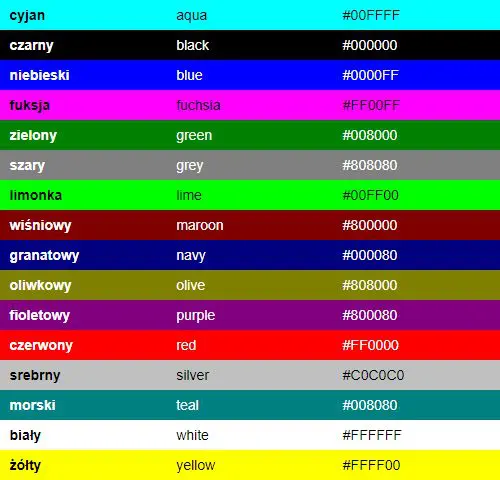 cyjan aqua #00FFFF
czarny black #000000
niebieski blue #0000FF
fuksja fuchsia #FF00FF
zielony green #008000
szary grey #808080
limonka lime #00FF00
wiśniowy maroon #800000
granatowy navy #000080
oliwkowy olive #808000
fioletowy purple #800080
czerwony red #FF0000
srebrny silver #C0C0C0
morski teal #008080
biały white #FFFFFF
żółty yellow #FFFF00